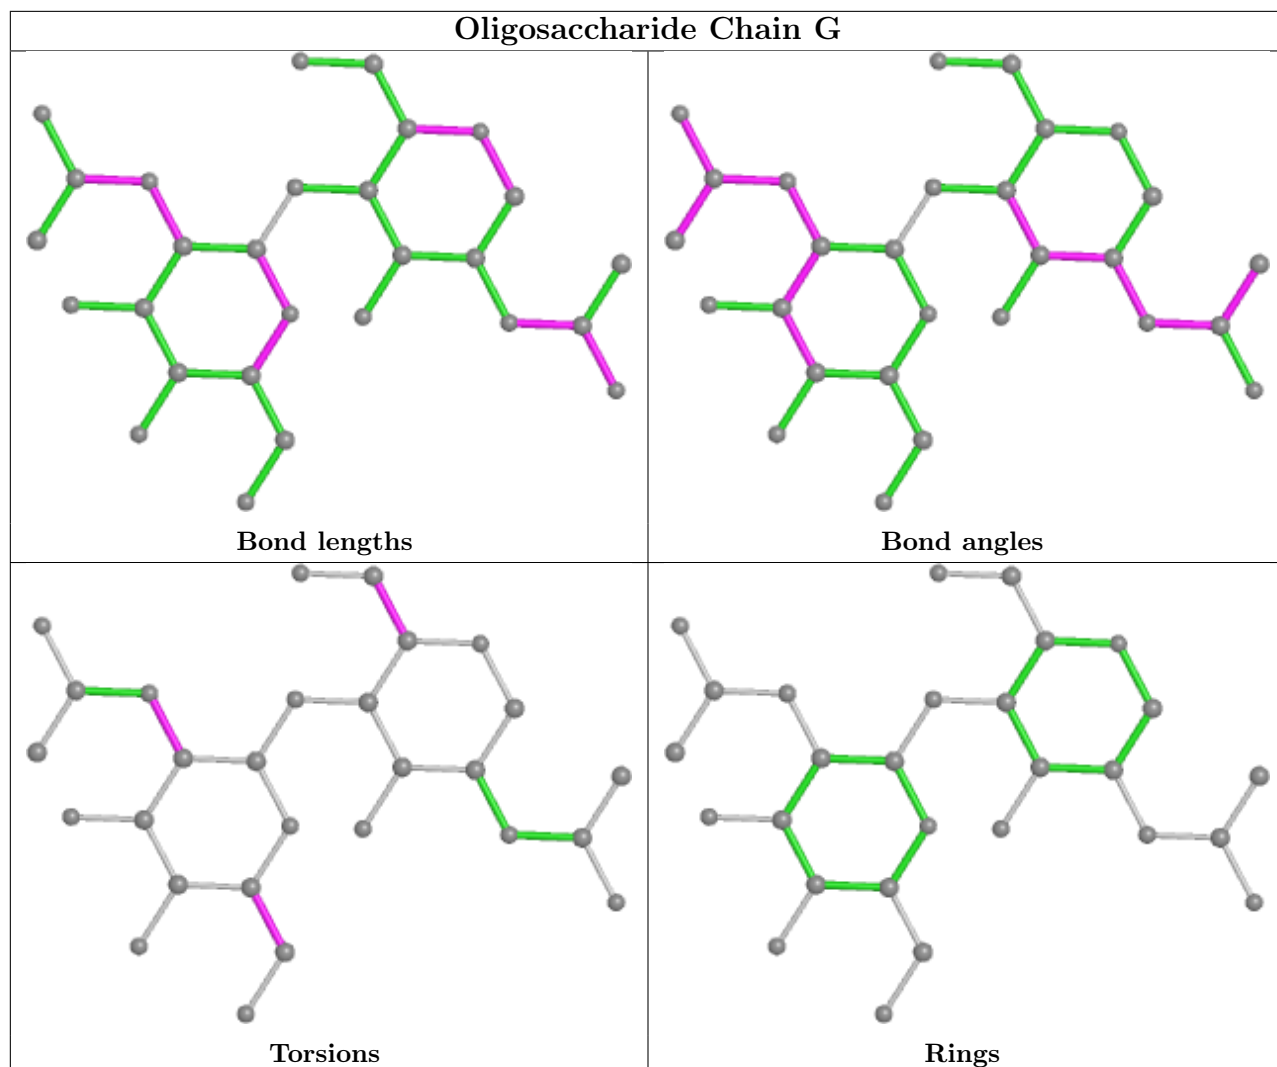 Oligosaccharide Chain G
Bond lengths
Bond angles
Torsions
Rings